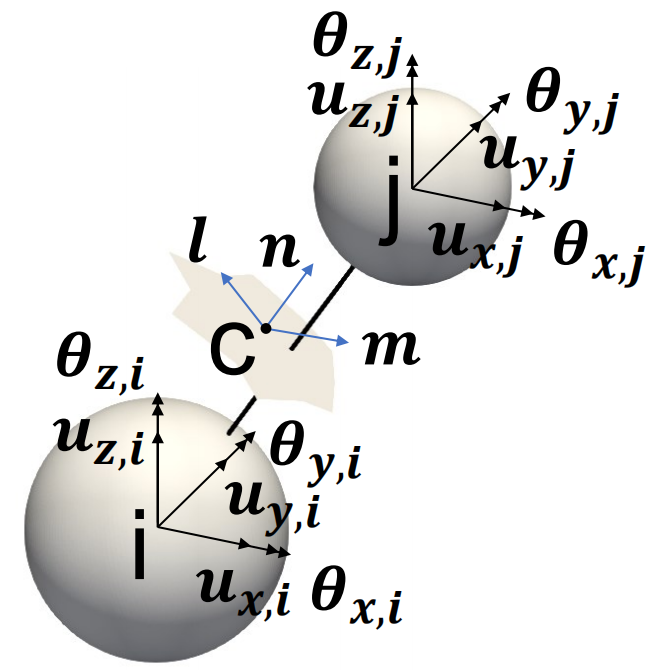 θ_{z,j}
u_{z,j}
θ_{y,j}
u_{y,j}
j
u_{x,j} θ_{x,j}
l n
C m
θ_{z,i}
u_{z,i}
θ_{y,i}
u_{y,i}
i
u_{x,i} θ_{x,i}